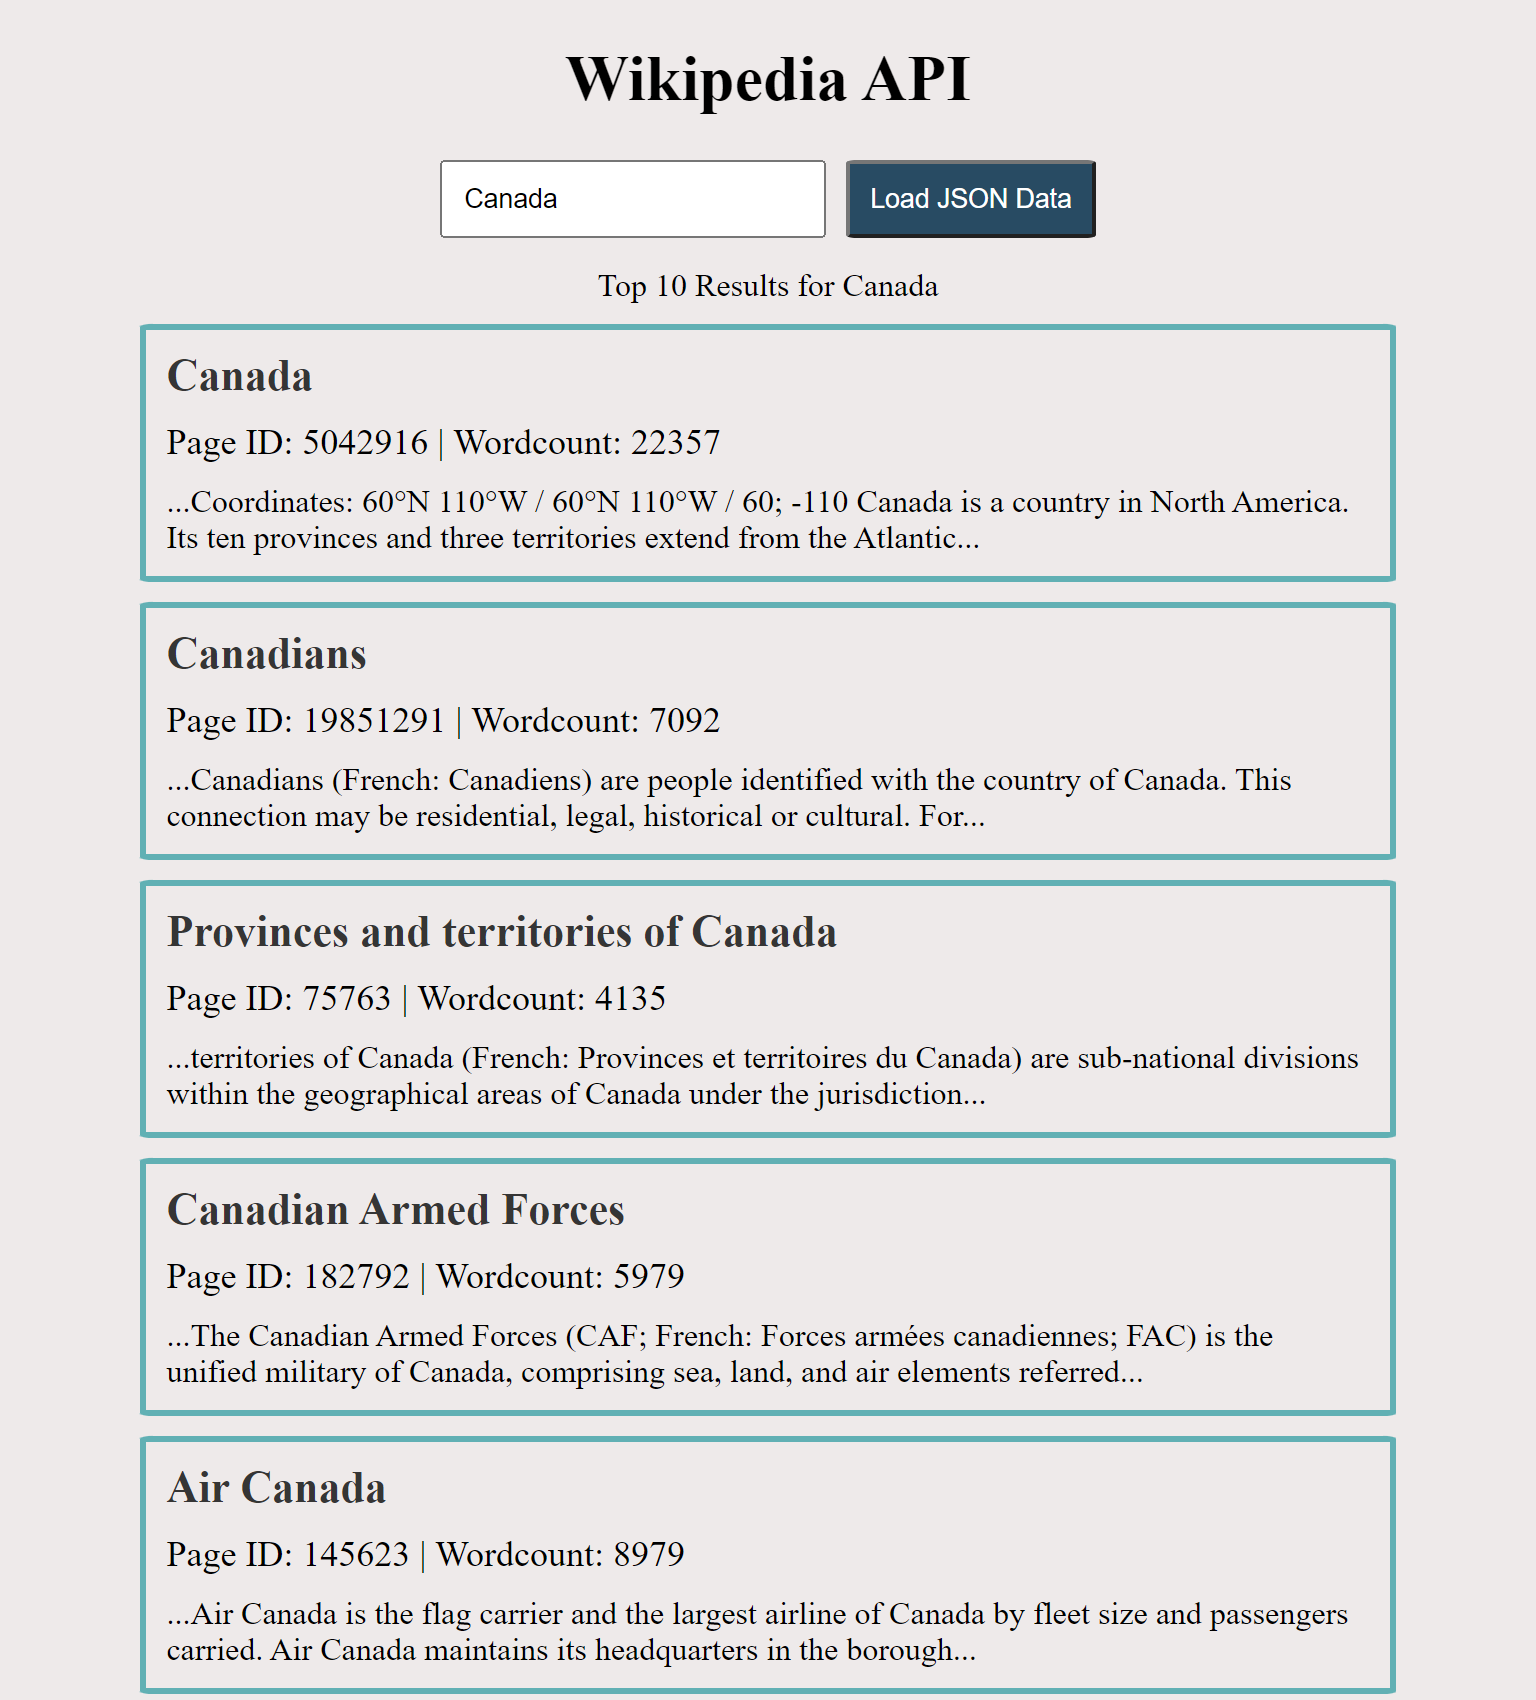 Wikipedia API
Canada
Load JSON Data
Top 10 Results for Canada
Canada
Page ID: 5042916 | Wordcount: 22357
...Coordinates: 60°N 110°W / 60°N 110°W / 60; -110 Canada is a country in North America.
Its ten provinces and three territories extend from the Atlantic...
Canadians
Page ID: 19851291 | Wordcount: 7092
...Canadians (French: Canadiens) are people identified with the country of Canada. This
connection may be residential, legal, historical or cultural. For...
Provinces and territories of Canada
Page ID: 75763 | Wordcount: 4135
...territories of Canada (French: Provinces et territoires du Canada) are sub-national divisions
within the geographical areas of Canada under the jurisdiction...
Canadian Armed Forces
Page ID: 182792 | Wordcount: 5979
...The Canadian Armed Forces (CAF; French: Forces armées canadiennes; FAC) is the
unified military of Canada, comprising sea, land, and air elements referred...
Air Canada
Page ID: 145623 | Wordcount: 8979
...Air Canada is the flag carrier and the largest airline of Canada by fleet size and passengers
carried. Air Canada maintains its headquarters in the borough...